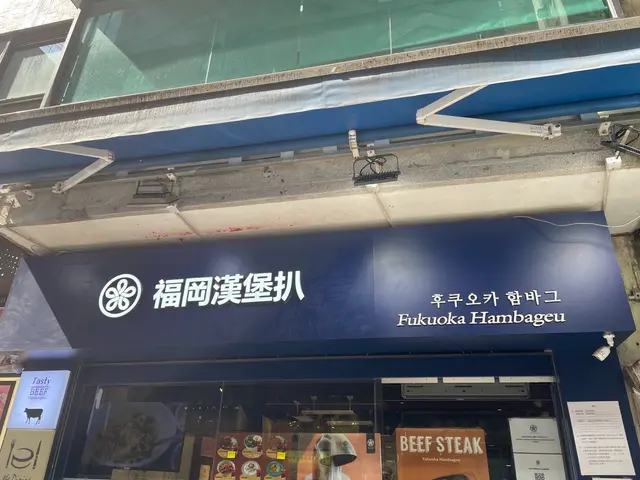 福岡漢堡扒
후쿠오카 함바그
Fukuoka Hambageu
Tasty
BEEF
BEEF STEAK
Fukuoka Hambageu